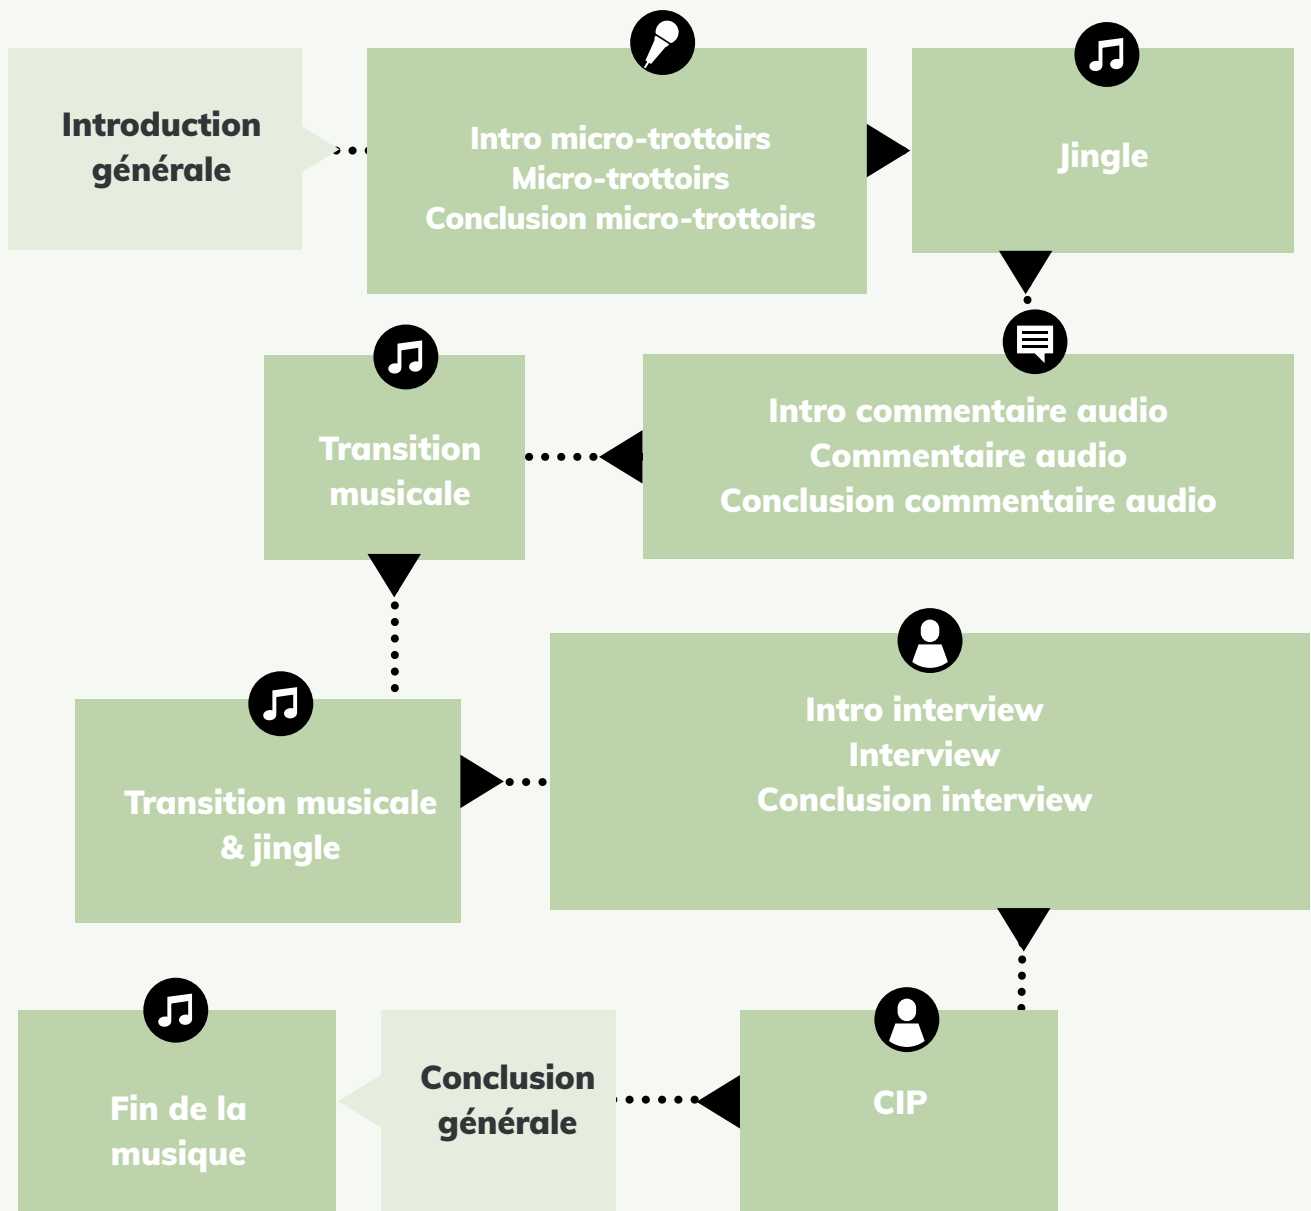 Introduction
générale
Intro micro-trottoirs
Micro-trottoirs
Conclusion micro-trottoirs
Jingle
Intro commentaire audio
Commentaire audio
Conclusion commentaire audio
Transition
musicale
Transition musicale
& jingle
Intro interview
Interview
Conclusion interview
CIP
Conclusion
générale
Fin de la
musique